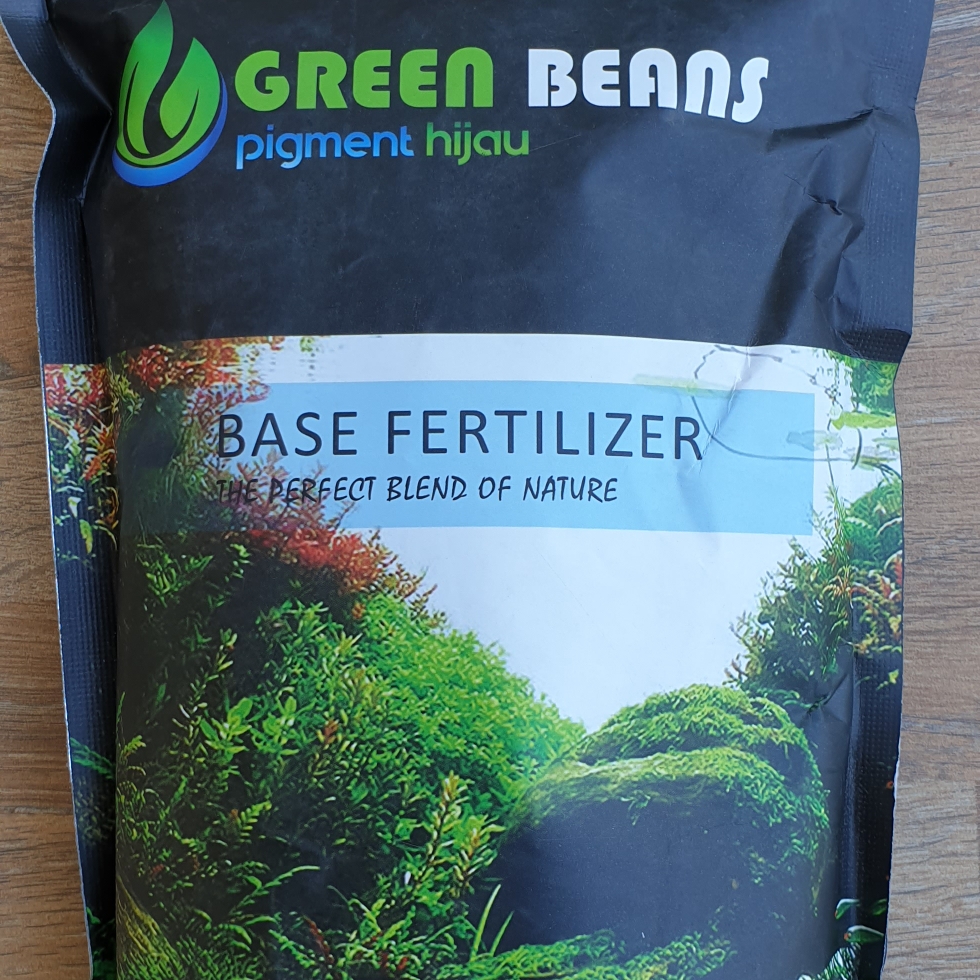 GREEN BEANS
pigment hijau
BASE FERTILIZER
THE PERFECT BLEND OF NATURE